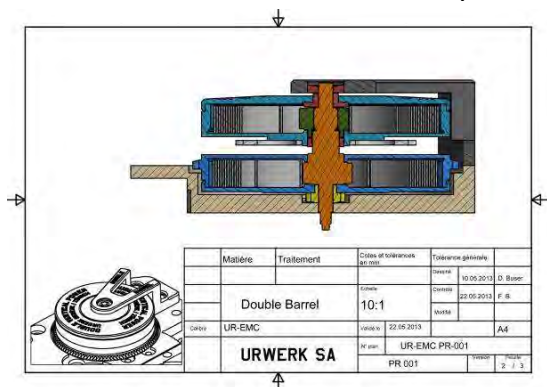 Matière Traitement Cotes et tolérances en mm Tolérance générale:
Dessiné 10.05.2013 D. Buser
Double Barrel Echelle 10:1 Contrôlé 22.05.2013 F. B.
Modifié
Calibre UR-EMC Validé le 22.05.2013 A4
URWERK SA N° plan UR-EMC PR-001
PR 001 Version Feuille 2 / 3